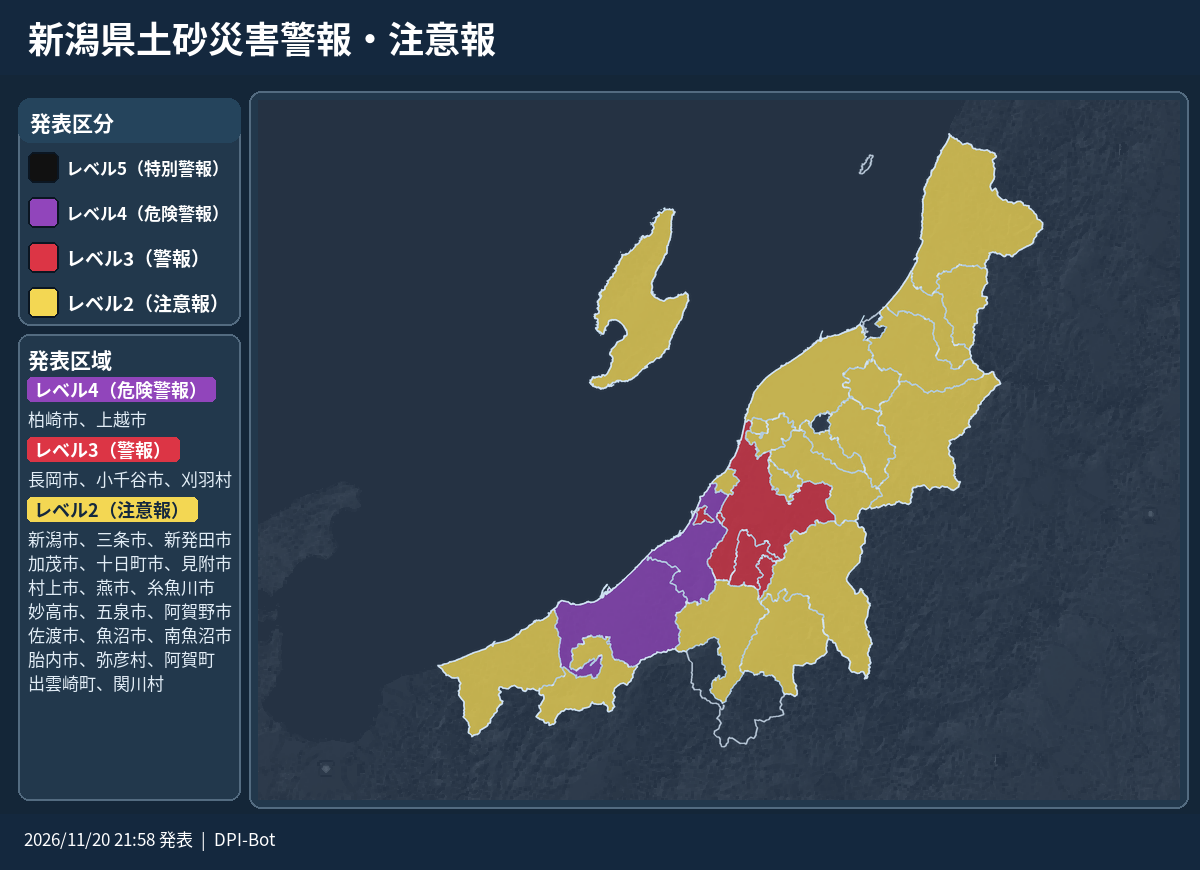 新潟県土砂災害警報・注意報
発表区分
レベル5（特別警報）
レベル4（危険警報）
レベル3（警報）
レベル2（注意報）
発表区域
レベル4（危険警報）
柏崎市、上越市
レベル3（警報）
長岡市、小千谷市、刈羽村
レベル2（注意報）
新潟市、三条市、新発田市
加茂市、十日町市、見附市
村上市、燕市、糸魚川市
妙高市、五泉市、阿賀野市
佐渡市、魚沼市、南魚沼市
胎内市、弥彦村、阿賀町
出雲崎町、関川村
2026/11/20 21:58 発表 | DPI-Bot